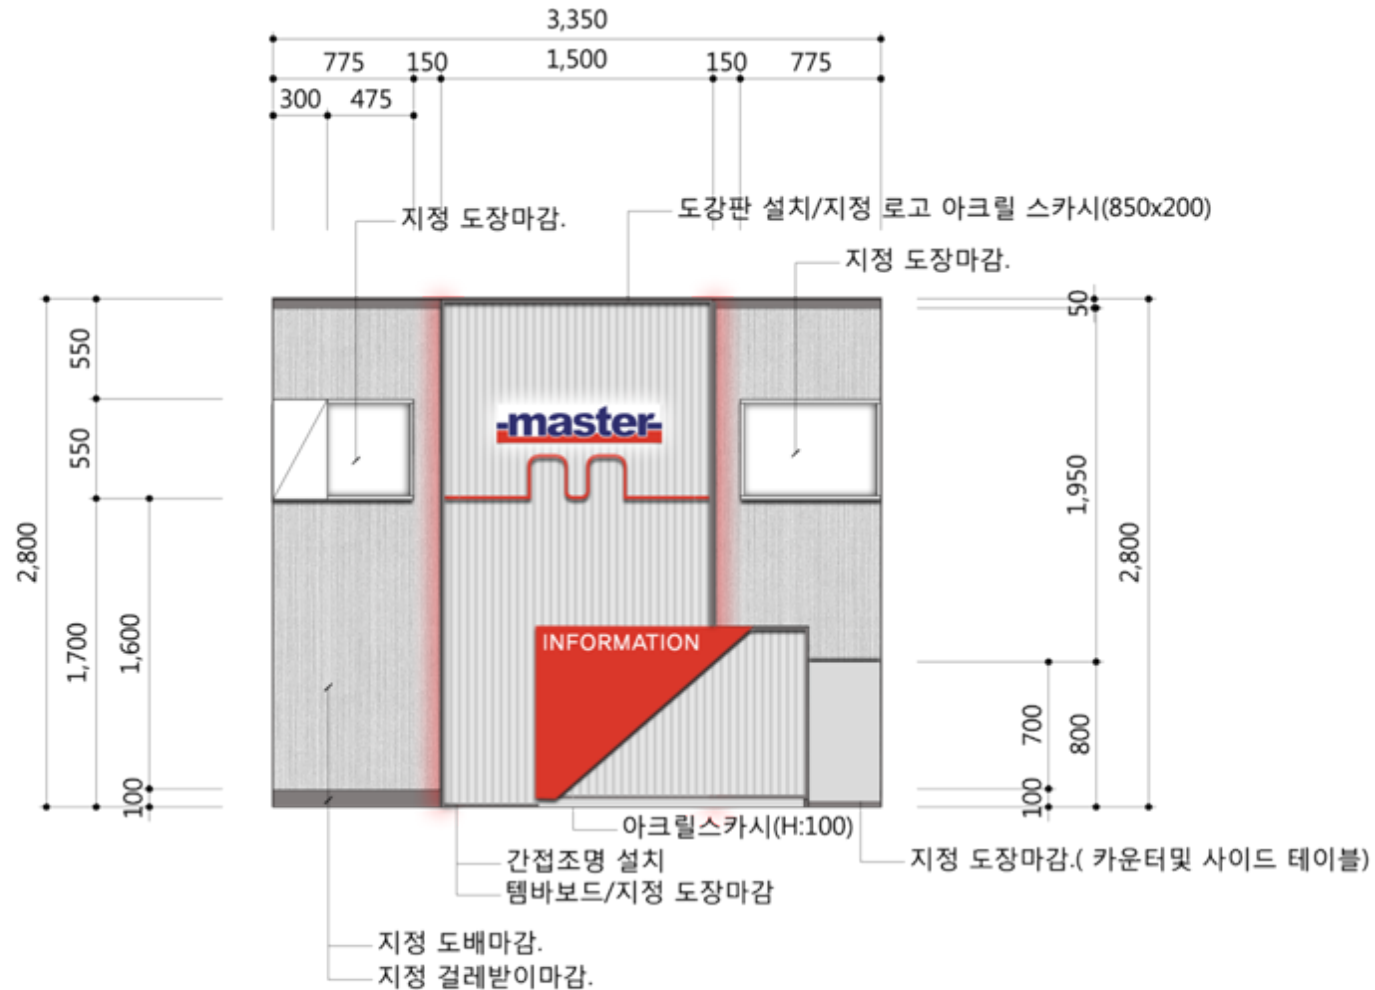 3,350
775 150 1,500 150 775
300 475
도강판 설치/지정 로고 아크릴 스카시(850x200)
지정 도장마감.
지정 도장마감.
50
550
master
550
1,950
2,800
2,800
1,700
1,600
INFORMATION
700
800
100
100
아크릴스카시(H:100)
간접조명 설치
지정 도장마감.( 카운터및 사이드 테이블)
템바보드/지정 도장마감
지정 도배마감.
지정 걸레받이마감.